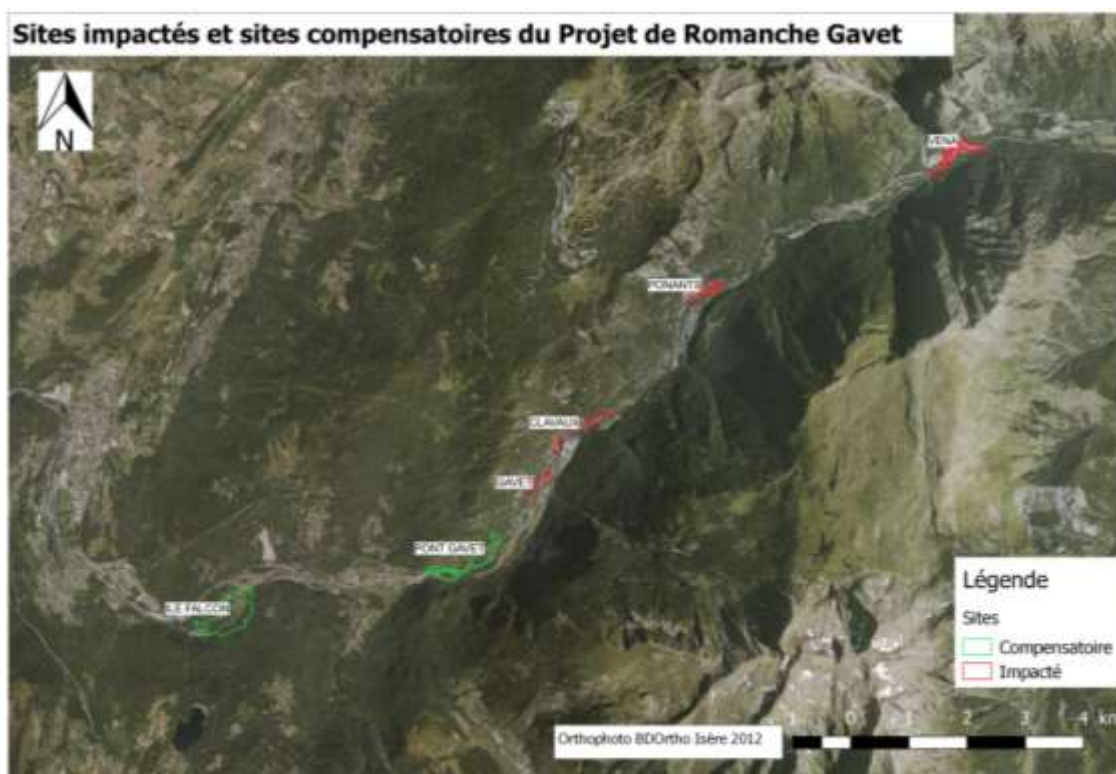 Sites impactés et sites compensatoires du Projet de Romanche Gavet
N
VENA
PONANTS
CLAVAUX
GAVET
PONT GAVET
ILE FALCON
Légende
Sites
Compensatoire
Impacté
1 0 1 2 3 4 km
Orthophoto BDOrtho Isère 2012